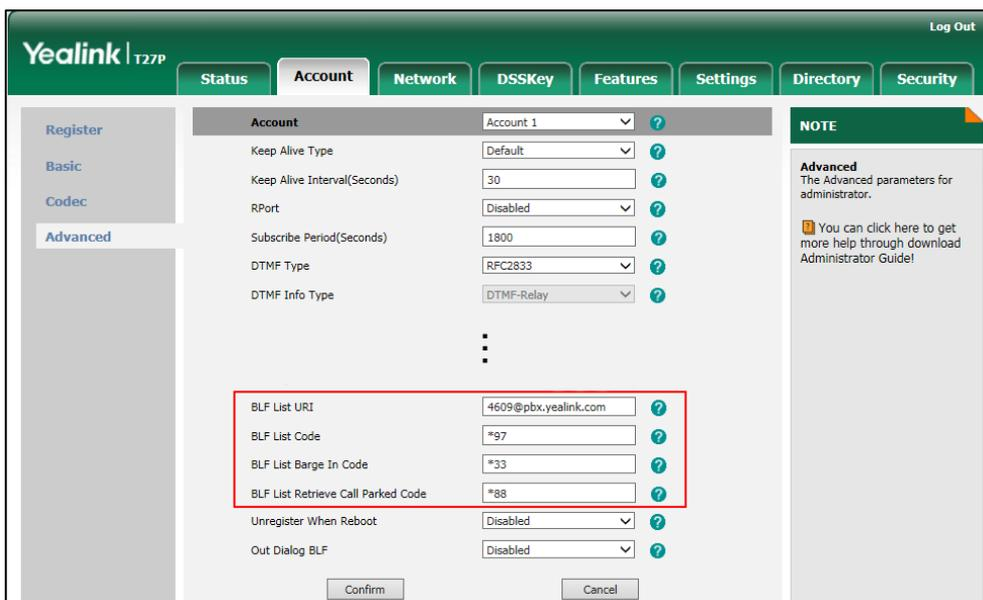 Log Out
Yealink | T27P
Status Account Network DSSKey Features Settings Directory Security
Register
Basic
Codec
Advanced
Account Account 1
Keep Alive Type Default
Keep Alive Interval(Seconds) 30
RPort Disabled
Subscribe Period(Seconds) 1800
DTMF Type RFC2833
DTMF Info Type DTMF-Relay
BLF List URI 4609@pbx.yealink.com
BLF List Code *97
BLF List Barge In Code *33
BLF List Retrieve Call Parked Code *88
Unregister When Reboot Disabled
Out Dialog BLF Disabled
Confirm Cancel
NOTE
Advanced
The Advanced parameters for
administrator.
You can click here to get
more help through download
Administrator Guide!